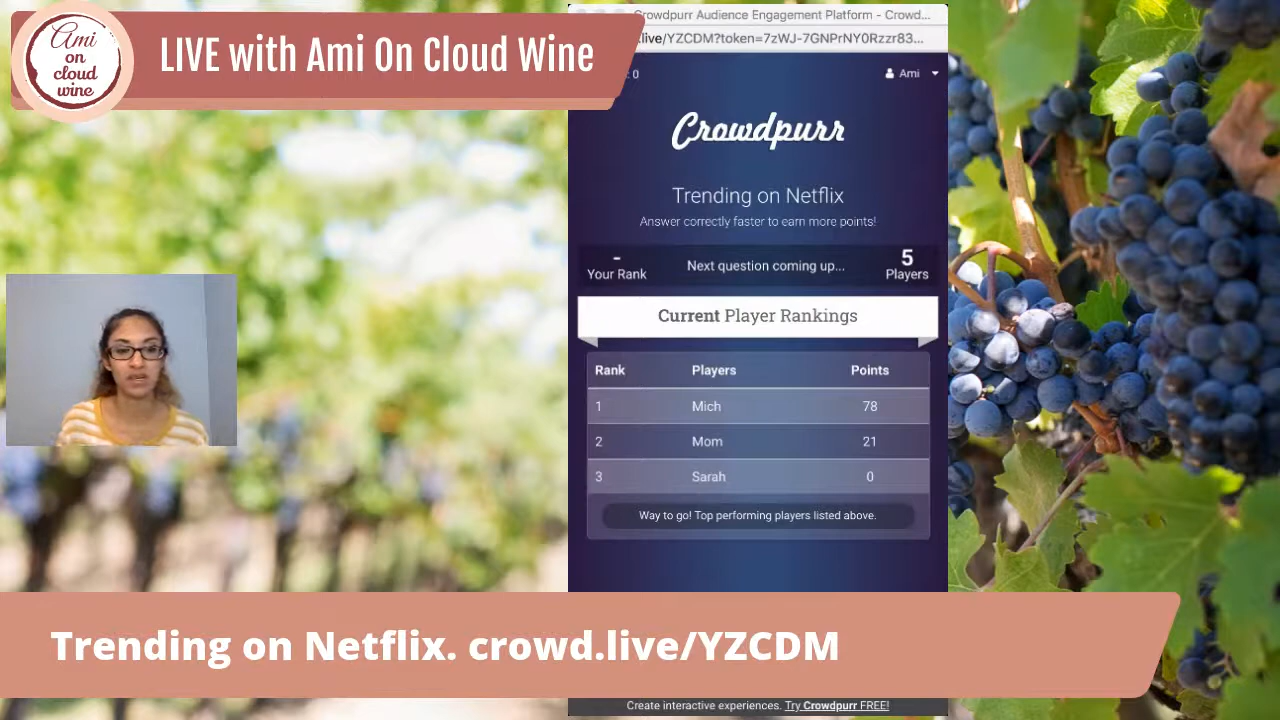 Ami
on
cloud
wine
LIVE with Ami On Cloud Wine
Crowdpurr Audience Engagement Platform - Crowd...
live/YZCDM?token=7zWJ-7GNPrNY0Rzzr83...
: 0
Ami
Crowdpurr
Trending on Netflix
Answer correctly faster to earn more points!
-
Your Rank
Next question coming up...
5
Players
Current Player Rankings
Rank Players Points
1 Mich 78
2 Mom 21
3 Sarah 0
Way to go! Top performing players listed above.
Trending on Netflix. crowd.live/YZCDM
Create interactive experiences. Try Crowdpurr FREE!